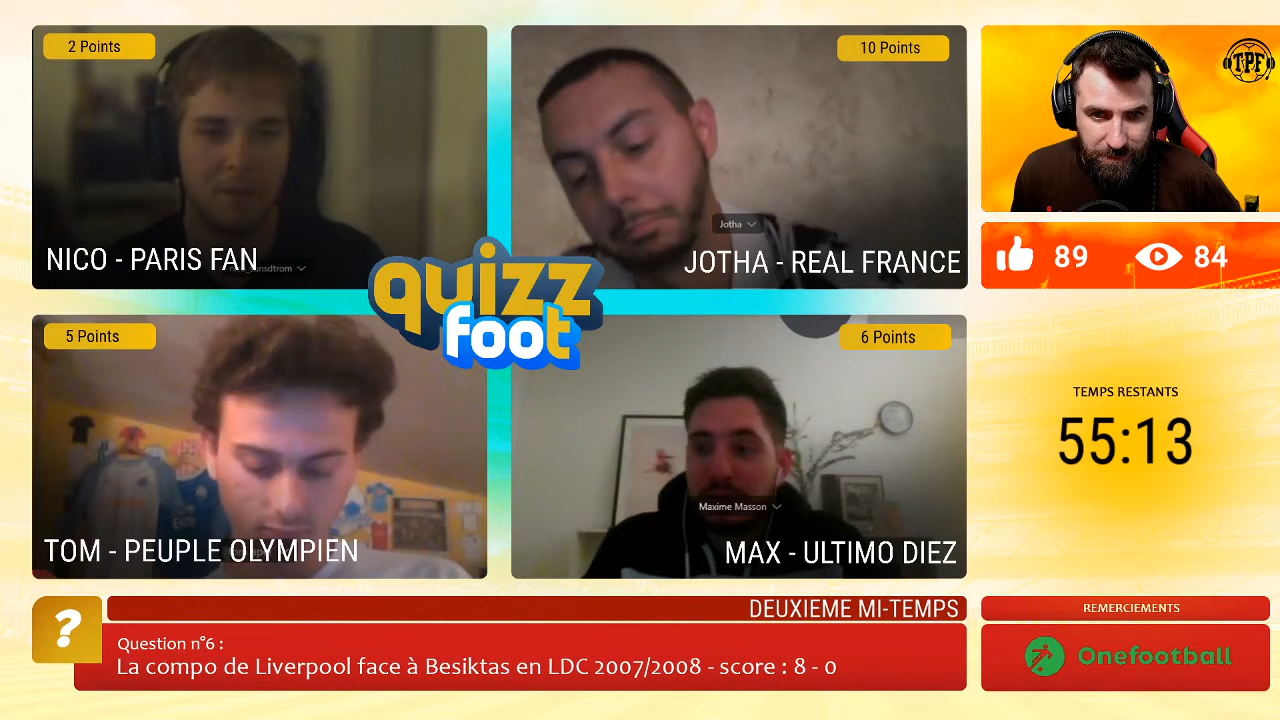 2 Points
10 Points
TPF
Jotha
NICO - PARIS FAN
JOTHA - REAL FRANCE
89
84
quizz
foot
5 Points
6 Points
TEMPS RESTANTS
55:13
Maxime Masson
TOM - PEUPLE OLYMPIEN
MAX - ULTIMO DIEZ
?
DEUXIEME MI-TEMPS
REMERCIEMENTS
Question n°6 :
La compo de Liverpool face à Besiktas en LDC 2007/2008 - score : 8 - 0
Onefootball